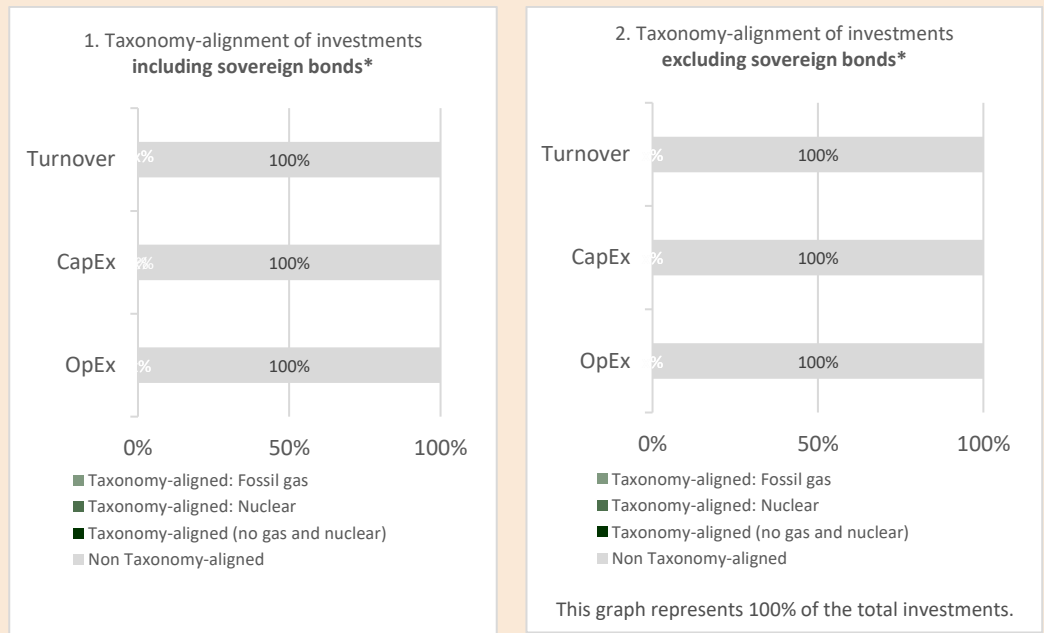 1. Taxonomy-alignment of investments
including sovereign bonds*
Turnover
100%
CapEx
100%
OpEx
100%
0% 50% 100%
Taxonomy-aligned: Fossil gas
Taxonomy-aligned: Nuclear
Taxonomy-aligned (no gas and nuclear)
Non Taxonomy-aligned
2. Taxonomy-alignment of investments
excluding sovereign bonds*
Turnover
100%
CapEx
100%
OpEx
100%
0% 50% 100%
Taxonomy-aligned: Fossil gas
Taxonomy-aligned: Nuclear
Taxonomy-aligned (no gas and nuclear)
Non Taxonomy-aligned
This graph represents 100% of the total investments.